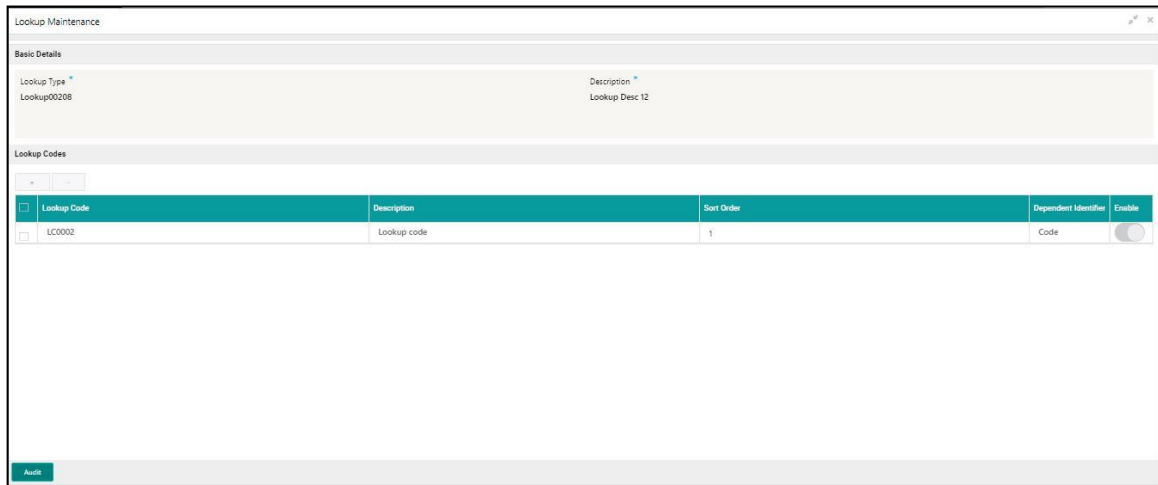 Lookup Maintenance
Basic Details
Lookup Type *
Description *
Lookup00208
Lookup Desc 12
Lookup Codes
+ -
Lookup Code Description Sort Order Dependent Identifier Enable
LC0002 Lookup code 1 Code
Audit